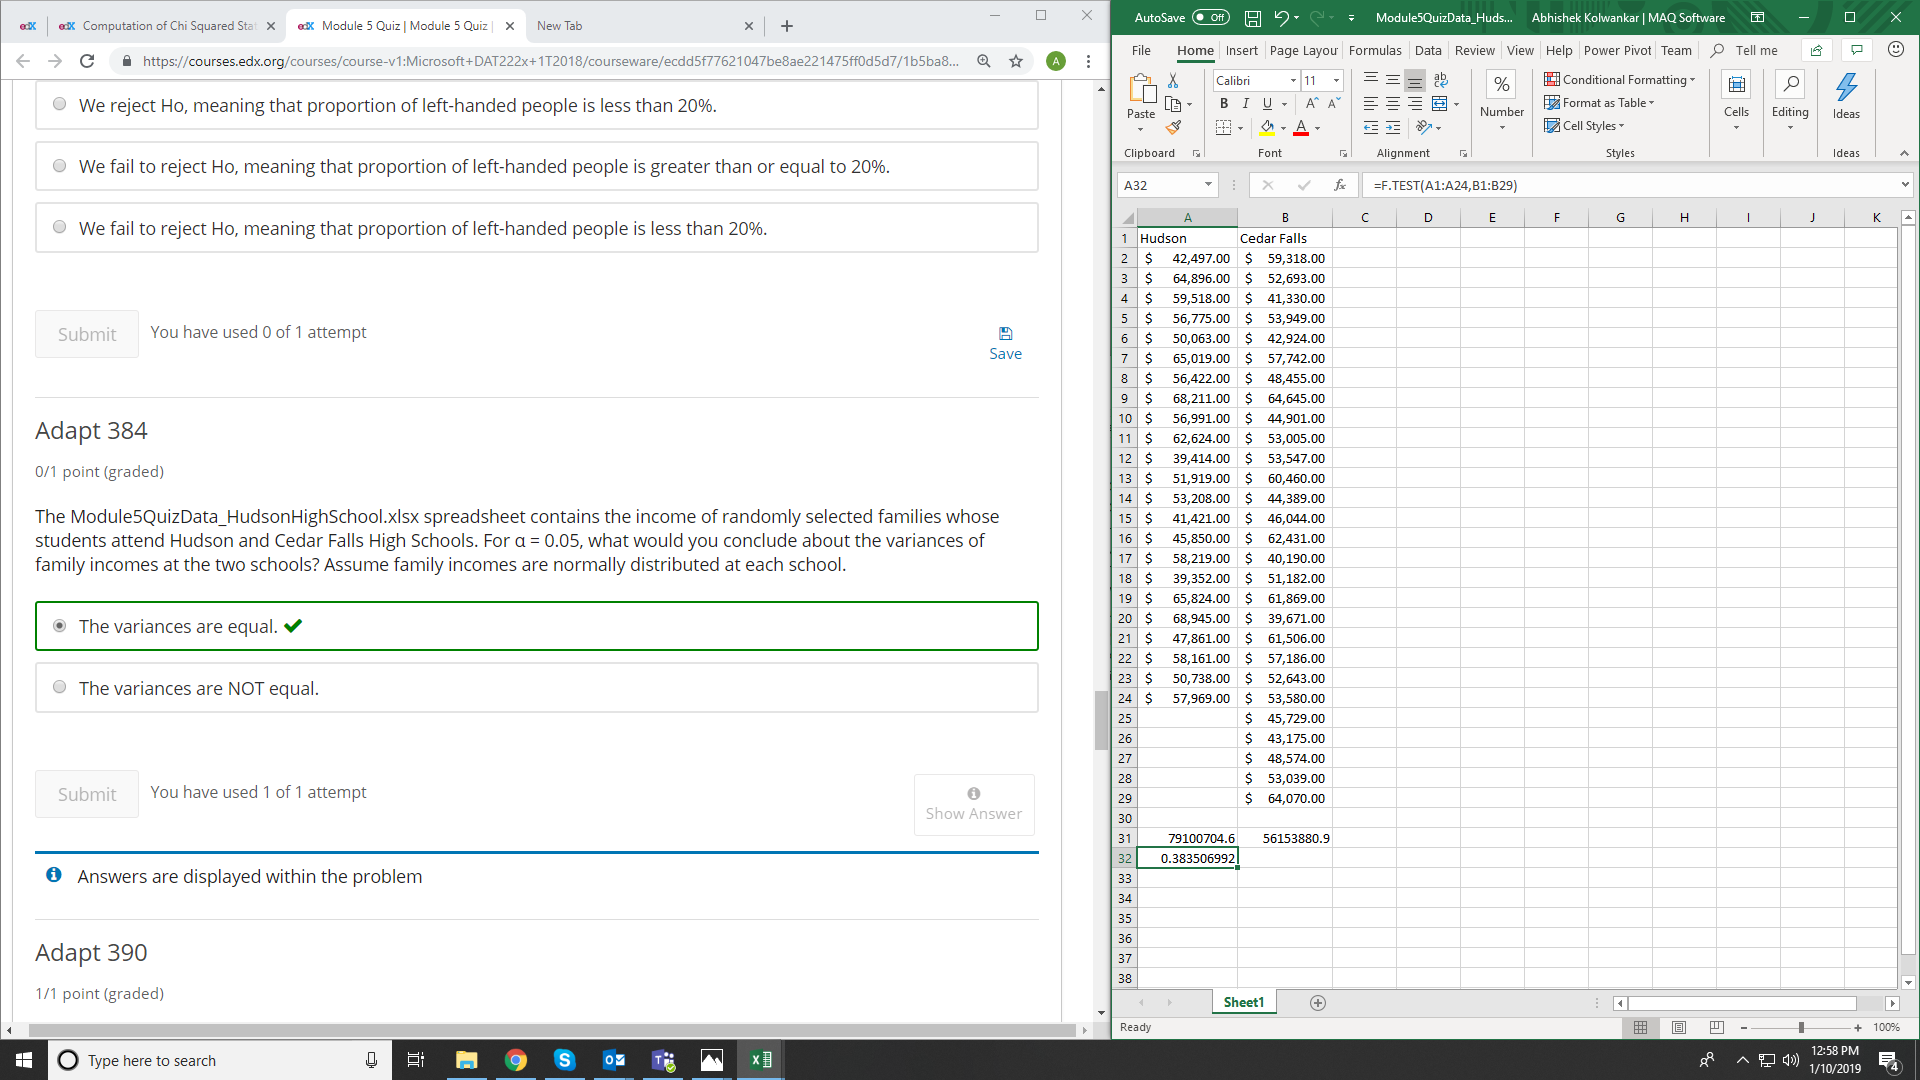 Computation of Chi Squared Stat
Module 5 Quiz | Module 5 Quiz |
New Tab
https://courses.edx.org/courses/course-v1:Microsoft+DAT222x+1T2018/courseware/ecdd5f77621047be8ae221475ff0d5d7/1b5ba8...
A
We reject Ho, meaning that proportion of left-handed people is less than 20%.
We fail to reject Ho, meaning that proportion of left-handed people is greater than or equal to 20%.
We fail to reject Ho, meaning that proportion of left-handed people is less than 20%.
Submit
You have used 0 of 1 attempt
Save
Adapt 384
0/1 point (graded)
The Module5QuizData_HudsonHighSchool.xlsx spreadsheet contains the income of randomly selected families whose
students attend Hudson and Cedar Falls High Schools. For α = 0.05, what would you conclude about the variances of
family incomes at the two schools? Assume family incomes are normally distributed at each school.
The variances are equal.
The variances are NOT equal.
Submit
You have used 1 of 1 attempt
Show Answer
Answers are displayed within the problem
Adapt 390
1/1 point (graded)
AutoSave Off Module5QuizData_Huds... Abhishek Kolwankar | MAQ Software
File Home Insert Page Layou Formulas Data Review View Help Power Pivot Team Tell me
Paste
Calibri 11
B I U
Number
Conditional Formatting
Format as Table
Cell Styles
Cells
Editing
Ideas
Clipboard Font Alignment Styles Ideas
A32 fx =F.TEST(A1:A24,B1:B29)
A B C D E F G H I J K
1 Hudson Cedar Falls
2 $ 42,497.00 $ 59,318.00
3 $ 64,896.00 $ 52,693.00
4 $ 59,518.00 $ 41,330.00
5 $ 56,775.00 $ 53,949.00
6 $ 50,063.00 $ 42,924.00
7 $ 65,019.00 $ 57,742.00
8 $ 56,422.00 $ 48,455.00
9 $ 68,211.00 $ 64,645.00
10 $ 56,991.00 $ 44,901.00
11 $ 62,624.00 $ 53,005.00
12 $ 39,414.00 $ 53,547.00
13 $ 51,919.00 $ 60,460.00
14 $ 53,208.00 $ 44,389.00
15 $ 41,421.00 $ 46,044.00
16 $ 45,850.00 $ 62,431.00
17 $ 58,219.00 $ 40,190.00
18 $ 39,352.00 $ 51,182.00
19 $ 65,824.00 $ 61,869.00
20 $ 68,945.00 $ 39,671.00
21 $ 47,861.00 $ 61,506.00
22 $ 58,161.00 $ 57,186.00
23 $ 50,738.00 $ 52,643.00
24 $ 57,969.00 $ 53,580.00
25 $ 45,729.00
26 $ 43,175.00
27 $ 48,574.00
28 $ 53,039.00
29 $ 64,070.00
30
31 79100704.6 56153880.9
32 0.383506992
33
34
35
36
37
38
Sheet1
Ready
100%
Type here to search
12:58 PM
1/10/2019
4